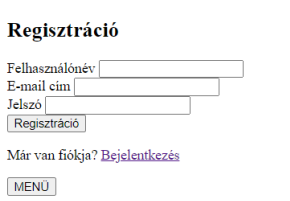 Regisztráció
Felhasználónév
E-mail cím
Jelszó
Regisztráció
Már van fiókja? Bejelentkezés
MENÜ